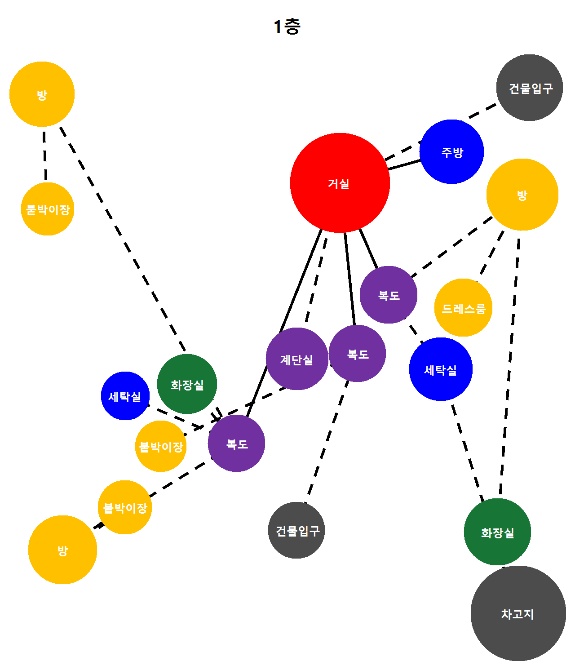 1층
건물입구
방
주방
거실
방
붙박이장
복도
드레스룸
복도
계단실
세탁실
화장실
세탁실
붙박이장
복도
붙박이장
건물입구
화장실
방
차고지